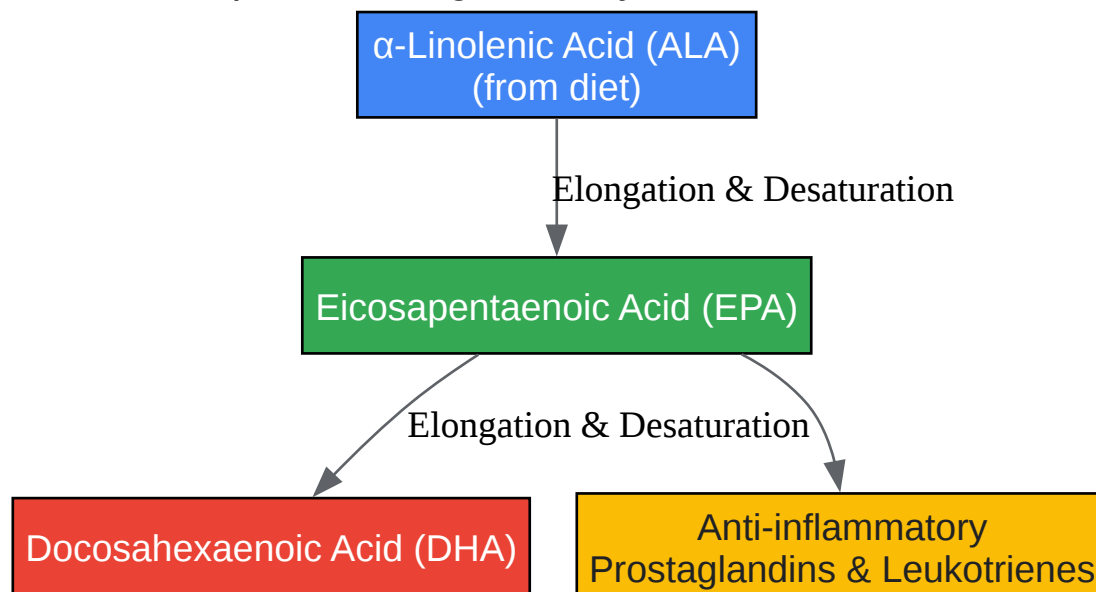 α-Linolenic Acid (ALA)
(from diet)
Elongation & Desaturation
Eicosapentaenoic Acid (EPA)
Elongation & Desaturation
Docosahexaenoic Acid (DHA)
Anti-inflammatory
Prostaglandins & Leukotrienes